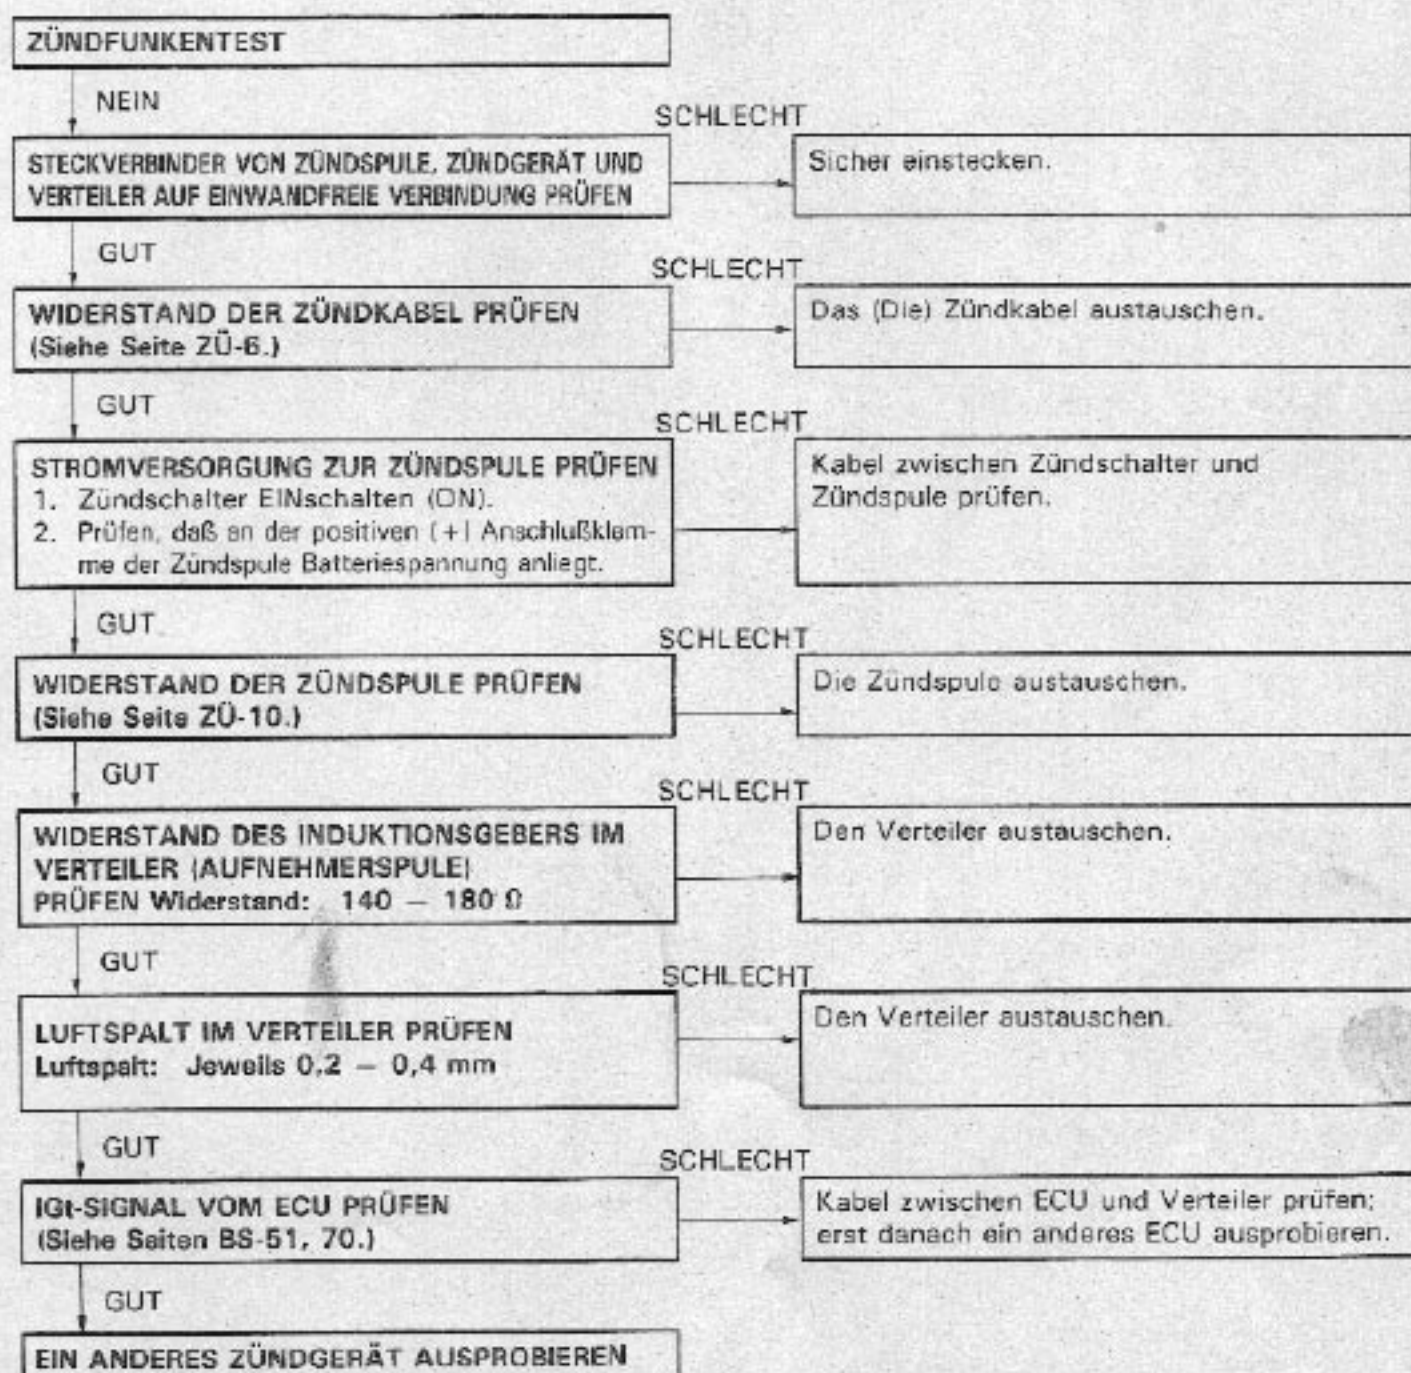 ZÜNDFUNKENTEST
NEIN
SCHLECHT
STECKVERBINDER VON ZÜNDSPULE, ZÜNDGERÄT UND
VERTEILER AUF EINWANDFREIE VERBINDUNG PRÜFEN
Sicher einstecken.
GUT
SCHLECHT
WIDERSTAND DER ZÜNDKABEL PRÜFEN
(Siehe Seite ZÜ-6.)
Das (Die) Zündkabel austauschen.
GUT
SCHLECHT
STROMVERSORGUNG ZUR ZÜNDSPULE PRÜFEN
1. Zündschalter EINschalten (ON).
2. Prüfen, daß an der positiven (+) Anschlußklem-
me der Zündspule Batteriespannung anliegt.
Kabel zwischen Zündschalter und
Zündspule prüfen.
GUT
SCHLECHT
WIDERSTAND DER ZÜNDSPULE PRÜFEN
(Siehe Seite ZÜ-10.)
Die Zündspule austauschen.
GUT
SCHLECHT
WIDERSTAND DES INDUKTIONSGEBERS IM
VERTEILER (AUFNEHMERSPULE)
PRÜFEN Widerstand: 140 — 180 Ω
Den Verteiler austauschen.
GUT
SCHLECHT
LUFTSPALT IM VERTEILER PRÜFEN
Luftspalt: Jeweils 0,2 — 0,4 mm
Den Verteiler austauschen.
GUT
SCHLECHT
IGt-SIGNAL VOM ECU PRÜFEN
(Siehe Seiten BS-51, 70.)
Kabel zwischen ECU und Verteiler prüfen;
erst danach ein anderes ECU ausprobieren.
GUT
EIN ANDERES ZÜNDGERÄT AUSPROBIEREN